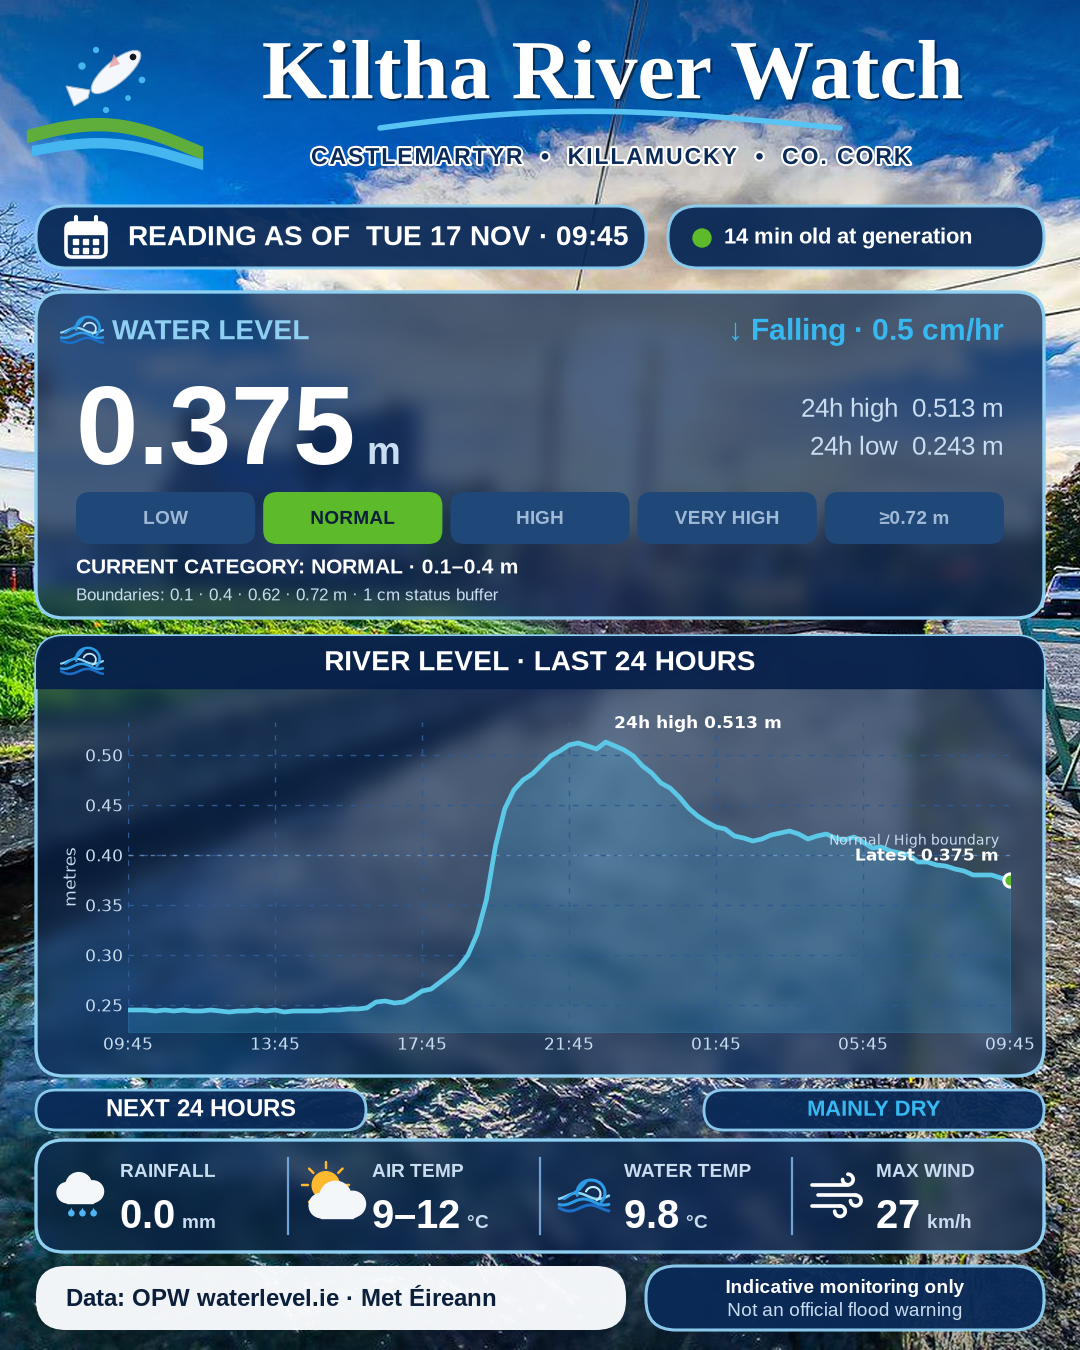 Kiltha River Watch
CASTLEMARTYR • KILLAMUCKY • CO. CORK
READING AS OF TUE 17 NOV · 09:45
14 min old at generation
WATER LEVEL
↓ Falling · 0.5 cm/hr
0.375 m
24h high 0.513 m
24h low 0.243 m
LOW
NORMAL
HIGH
VERY HIGH
≥0.72 m
CURRENT CATEGORY: NORMAL · 0.1–0.4 m
Boundaries: 0.1 · 0.4 · 0.62 · 0.72 m · 1 cm status buffer
RIVER LEVEL · LAST 24 HOURS
24h high 0.513 m
0.50
0.45
Normal / High boundary
0.40
Latest 0.375 m
metres
0.35
0.30
0.25
09:45 13:45 17:45 21:45 01:45 05:45 09:45
NEXT 24 HOURS
MAINLY DRY
RAINFALL
0.0 mm
AIR TEMP
9–12 °C
WATER TEMP
9.8 °C
MAX WIND
27 km/h
Data: OPW waterlevel.ie · Met Éireann
Indicative monitoring only
Not an official flood warning